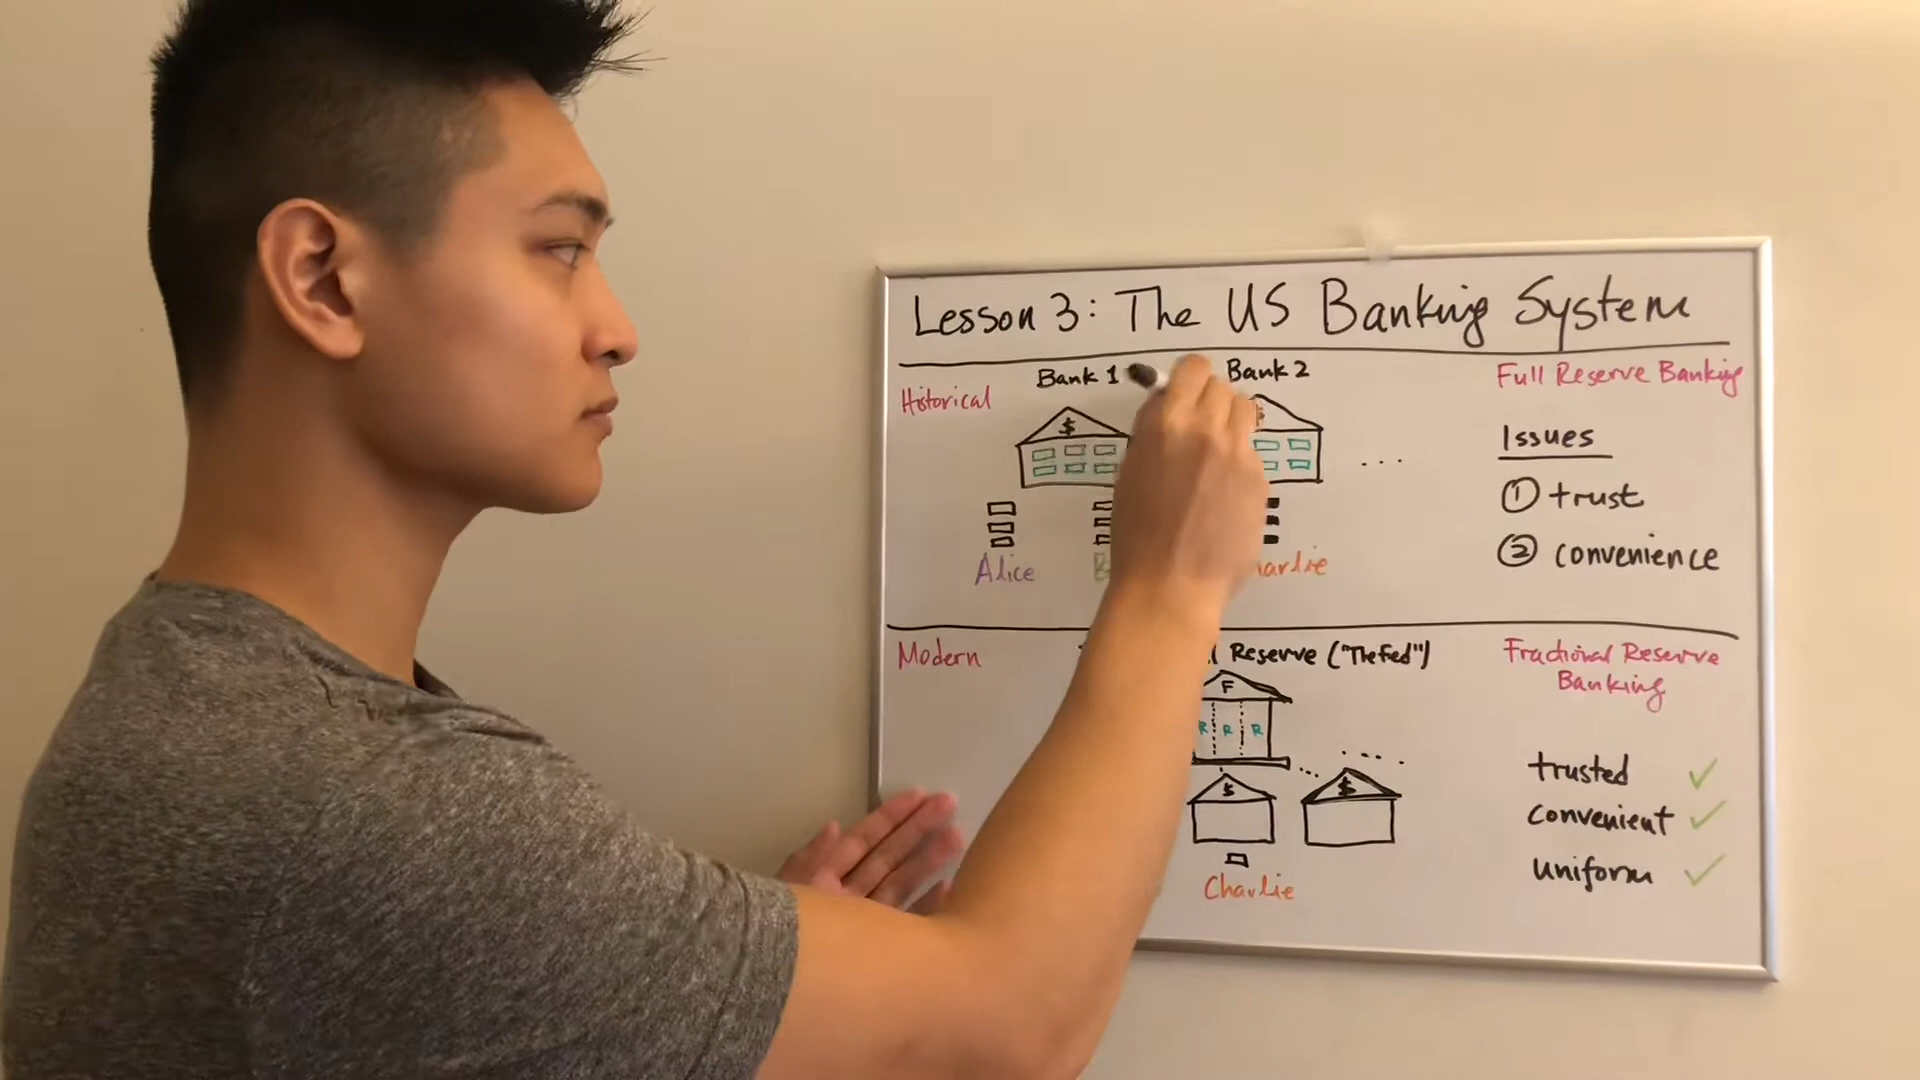 Lesson 3: The US Banking System
Historical
Bank 1
Bank 2
Full Reserve Banking
$
Issues
① trust
② convenience
...
Alice
Modern
Reserve ("The Fed")
Fractional Reserve
Banking
F
R R R
$
$
trusted ✓
convenient ✓
uniform ✓
Charlie